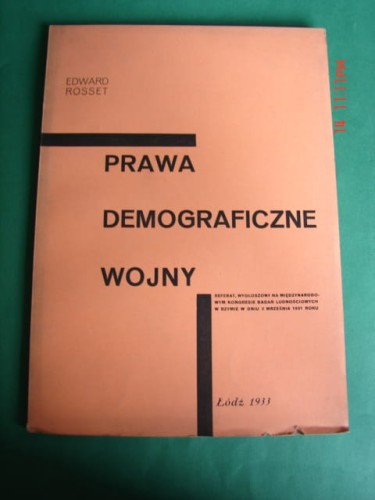 EDWARD
ROSSET
PRAWA
DEMOGRAFICZNE
WOJNY
REFERAT, WYGŁOSZONY NA MIĘDZYNARODO-
WYM KONGRESIE BADAŃ LUDNOŚCIOWYCH
W RZYMIE W DNIU 9 WRZEŚNIA 1931 ROKU
Łódź 1933